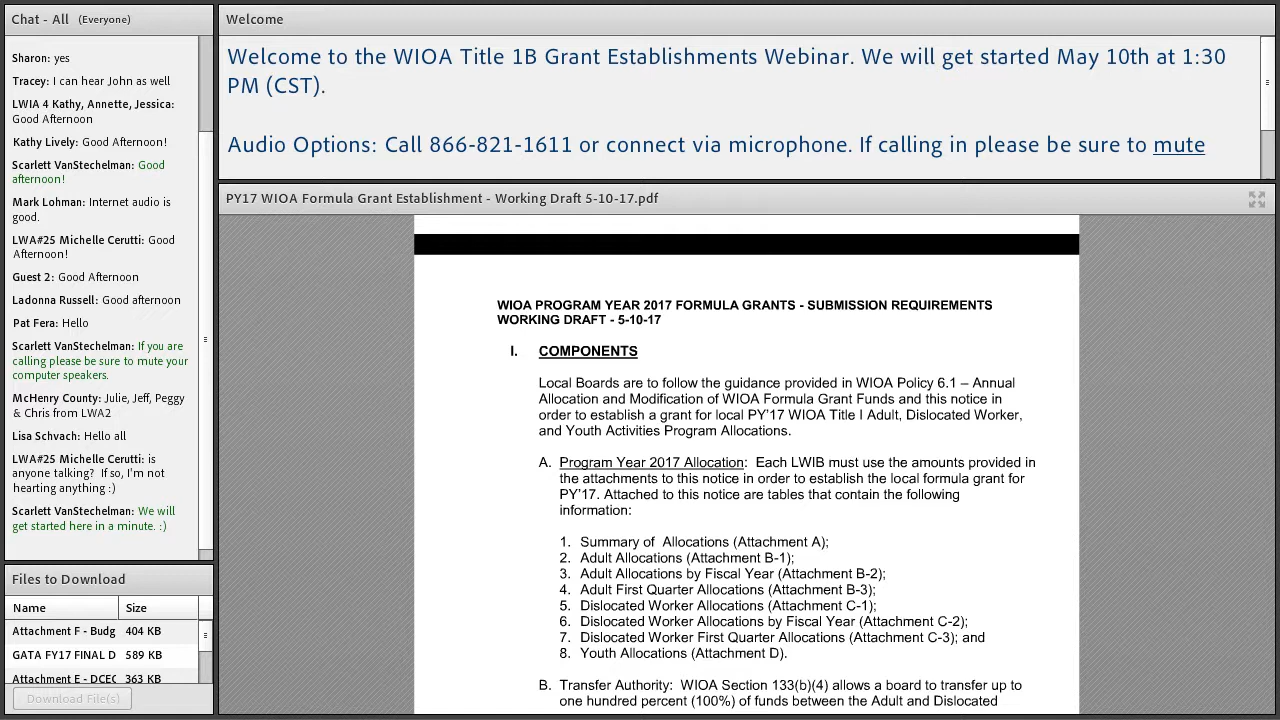 Chat - All (Everyone)
Sharon: yes
Tracey: I can hear John as well
LWIA 4 Kathy, Annette, Jessica:
Good Afternoon
Kathy Lively: Good Afternoon!
Scarlett VanStechelman: Good
afternoon!
Mark Lohman: Internet audio is
good.
LWA#25 Michelle Cerutti: Good
Afternoon!
Guest 2: Good Afternoon
Ladonna Russell: Good afternoon
Pat Fera: Hello
Scarlett VanStechelman: If you are
calling please be sure to mute your
computer speakers.
McHenry County: Julie, Jeff, Peggy
& Chris from LWA2
Lisa Schvach: Hello all
LWA#25 Michelle Cerutti: is
anyone talking? If so, I'm not
hearting anything :)
Scarlett VanStechelman: We will
get started here in a minute. :)
Files to Download
Name Size
Attachment F - Budg 404 KB
GATA FY17 FINAL D 589 KB
Attachment E - DCEO 363 KB
Download File(s)
Welcome
Welcome to the WIOA Title 1B Grant Establishments Webinar. We will get started May 10th at 1:30
PM (CST).
Audio Options: Call 866-821-1611 or connect via microphone. If calling in please be sure to mute
PY17 WIOA Formula Grant Establishment - Working Draft 5-10-17.pdf
WIOA PROGRAM YEAR 2017 FORMULA GRANTS - SUBMISSION REQUIREMENTS
WORKING DRAFT - 5-10-17
I. COMPONENTS
Local Boards are to follow the guidance provided in WIOA Policy 6.1 – Annual
Allocation and Modification of WIOA Formula Grant Funds and this notice in
order to establish a grant for local PY'17 WIOA Title I Adult, Dislocated Worker,
and Youth Activities Program Allocations.
A. Program Year 2017 Allocation: Each LWIB must use the amounts provided in
the attachments to this notice in order to establish the local formula grant for
PY'17. Attached to this notice are tables that contain the following
information:
1. Summary of Allocations (Attachment A);
2. Adult Allocations (Attachment B-1);
3. Adult Allocations by Fiscal Year (Attachment B-2);
4. Adult First Quarter Allocations (Attachment B-3);
5. Dislocated Worker Allocations (Attachment C-1);
6. Dislocated Worker Allocations by Fiscal Year (Attachment C-2);
7. Dislocated Worker First Quarter Allocations (Attachment C-3); and
8. Youth Allocations (Attachment D).
B. Transfer Authority: WIOA Section 133(b)(4) allows a board to transfer up to
one hundred percent (100%) of funds between the Adult and Dislocated